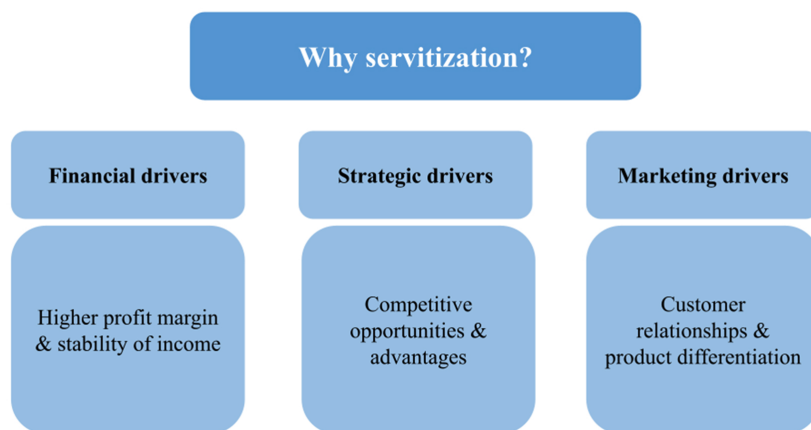 Why servitization?
Financial drivers
Strategic drivers
Marketing drivers
Higher profit margin
& stability of income
Competitive
opportunities &
advantages
Customer
relationships &
product differentiation